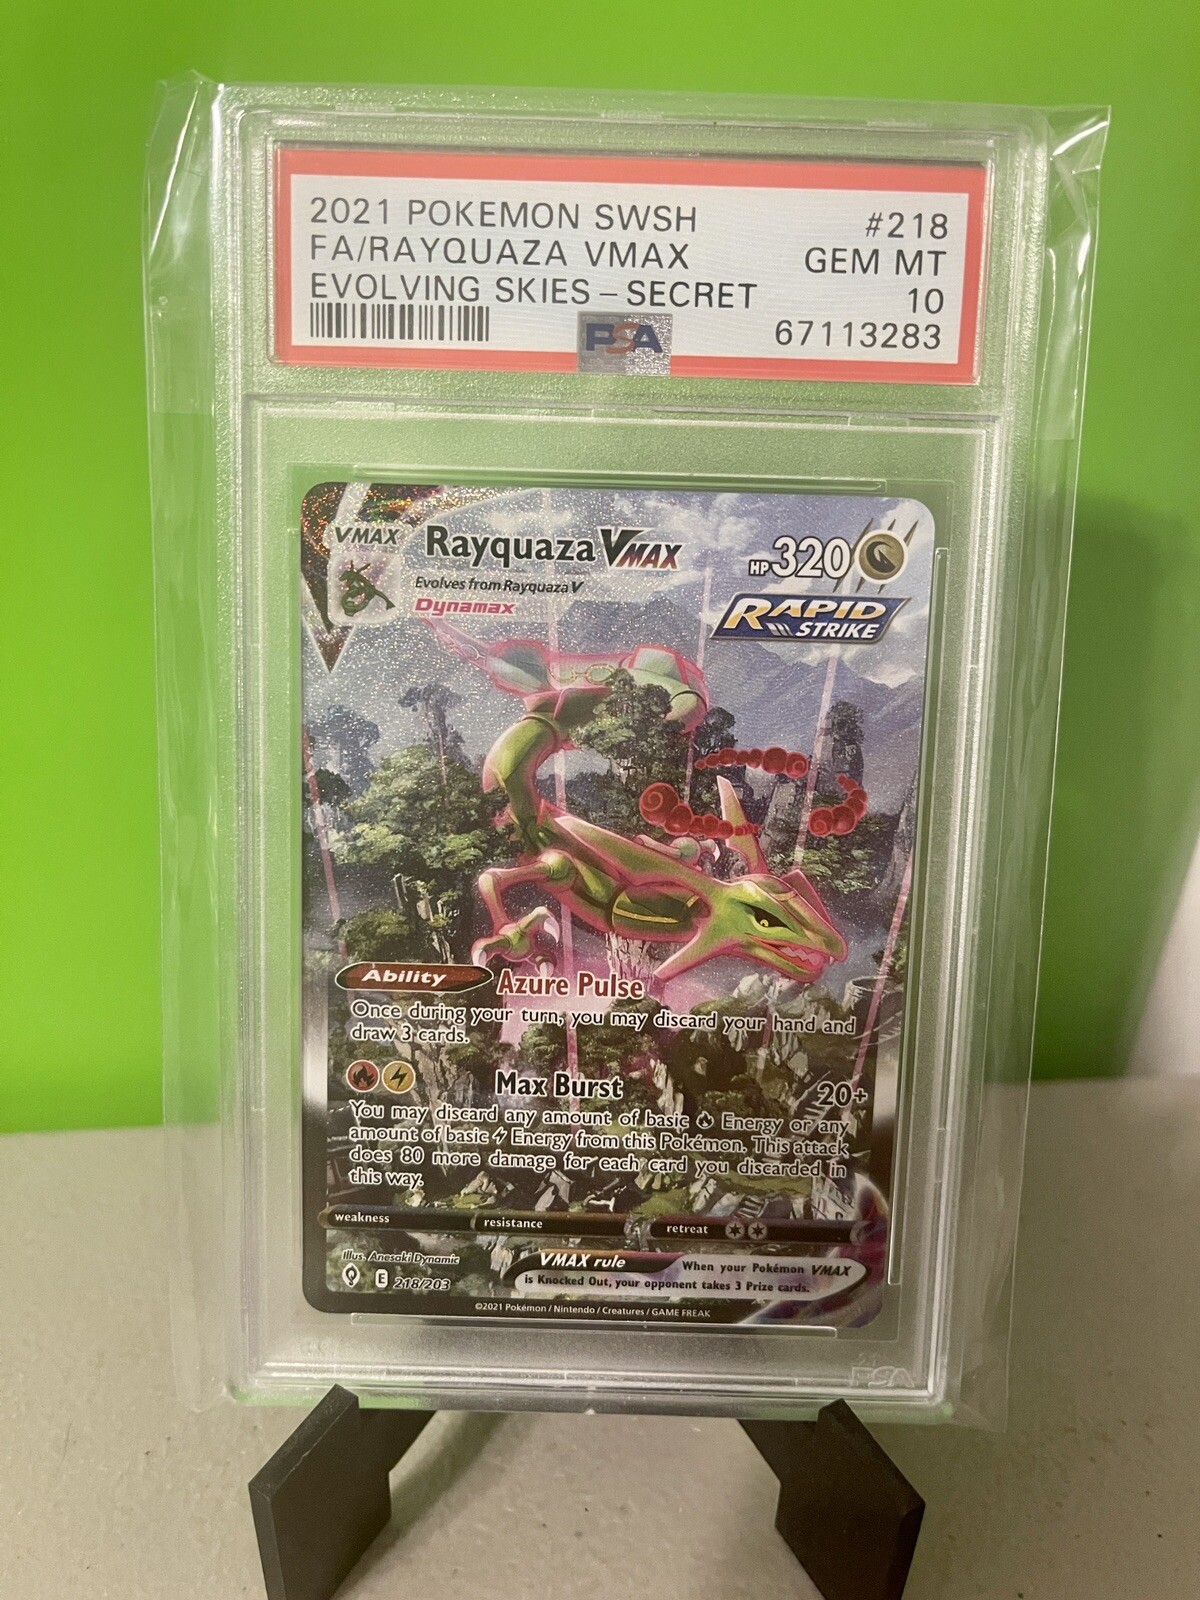 2021 POKEMON SWSH #218
FA/RAYQUAZA VMAX GEM MT
EVOLVING SKIES – SECRET 10
PSA 67113283
VMAX Rayquaza VMAX HP 320
Evolves from Rayquaza V
Dynamax
RAPID
STRIKE
Ability Azure Pulse
Once during your turn, you may discard your hand and
draw 3 cards.
Max Burst 20+
You may discard any amount of basic Energy or any
amount of basic Energy from this Pokémon. This attack
does 80 more damage for each card you discarded in
this way.
weakness resistance retreat
Illus. Anesaki Dynamic
VMAX rule When your Pokémon VMAX
is Knocked Out, your opponent takes 3 Prize cards.
E 218/203
©2021 Pokémon / Nintendo / Creatures / GAME FREAK
PSA